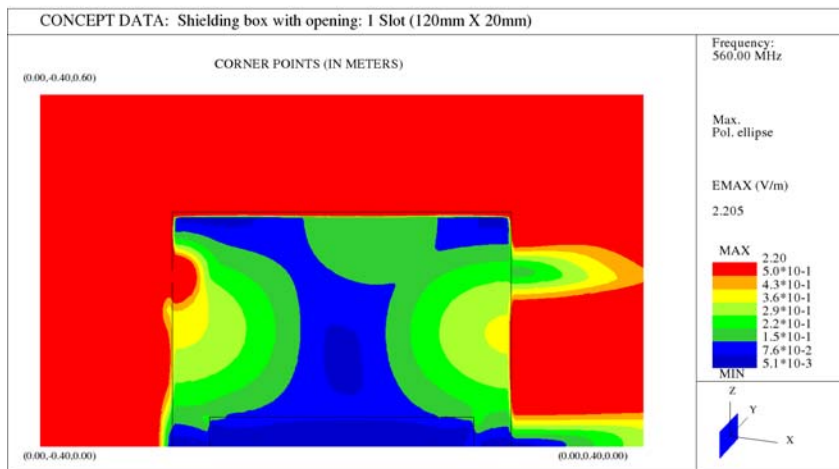 CONCEPT DATA: Shielding box with opening: 1 Slot (120mm X 20mm)
CORNER POINTS (IN METERS)
(0.00,-0.40,0.60)
(0.00,-0.40,0.00)
(0.00,0.40,0.00)
Frequency:
560.00 MHz
Max.
Pol. ellipse
EMAX (V/m)
2.205
MAX
2.20
5.0*10-1
4.3*10-1
3.6*10-1
2.9*10-1
2.2*10-1
1.5*10-1
7.6*10-2
5.1*10-3
MIN
Z
Y
X